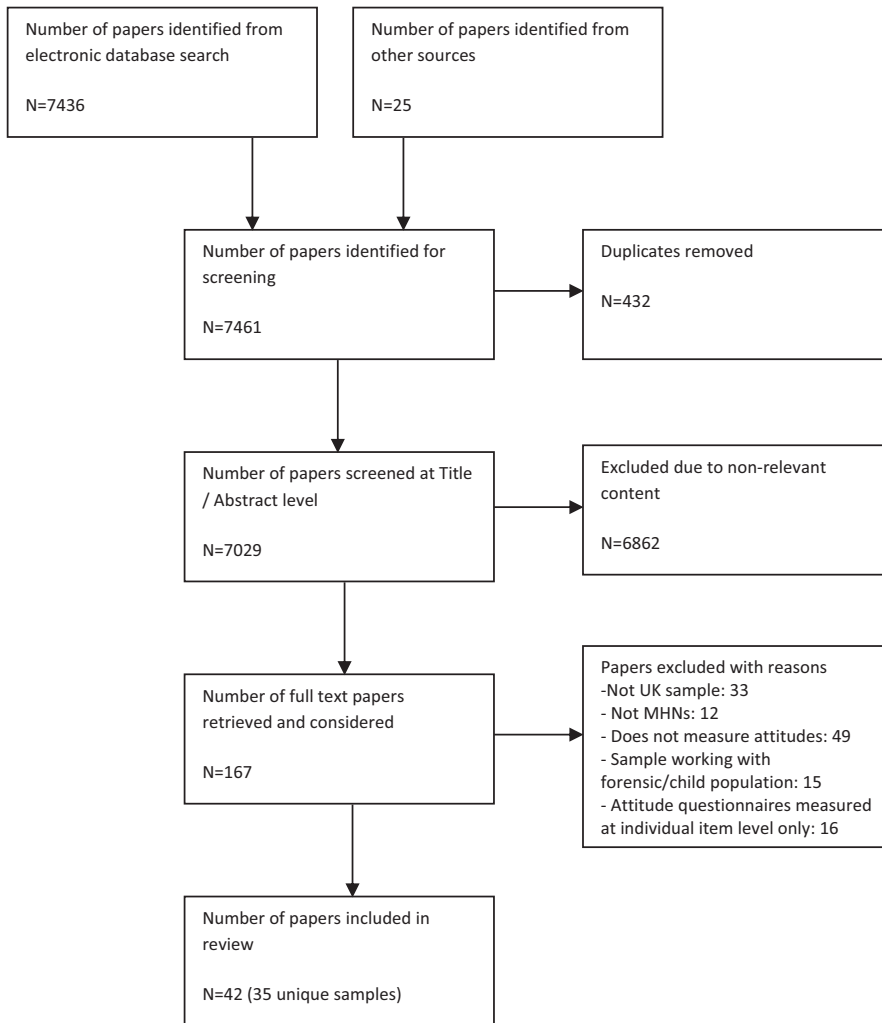 Number of papers identified from
electronic database search
N=7436
Number of papers identified from
other sources
N=25
Number of papers identified for
screening
N=7461
Duplicates removed
N=432
Number of papers screened at Title
/ Abstract level
N=7029
Excluded due to non-relevant
content
N=6862
Number of full text papers
retrieved and considered
N=167
Papers excluded with reasons
-Not UK sample: 33
- Not MHNs: 12
- Does not measure attitudes: 49
- Sample working with
forensic/child population: 15
- Attitude questionnaires measured
at individual item level only: 16
Number of papers included in
review
N=42 (35 unique samples)